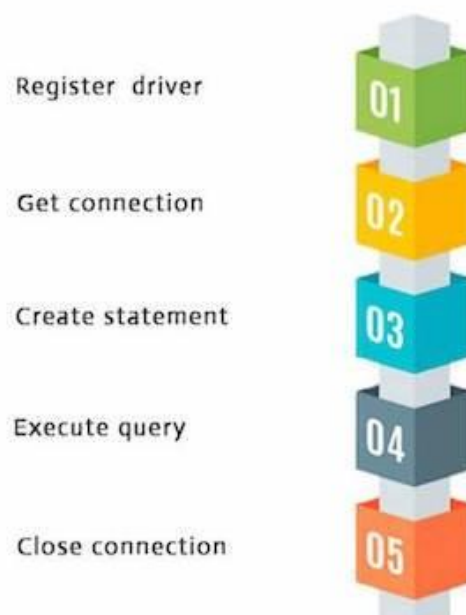 Register driver
01
Get connection
02
Create statement
03
Execute query
04
Close connection
05